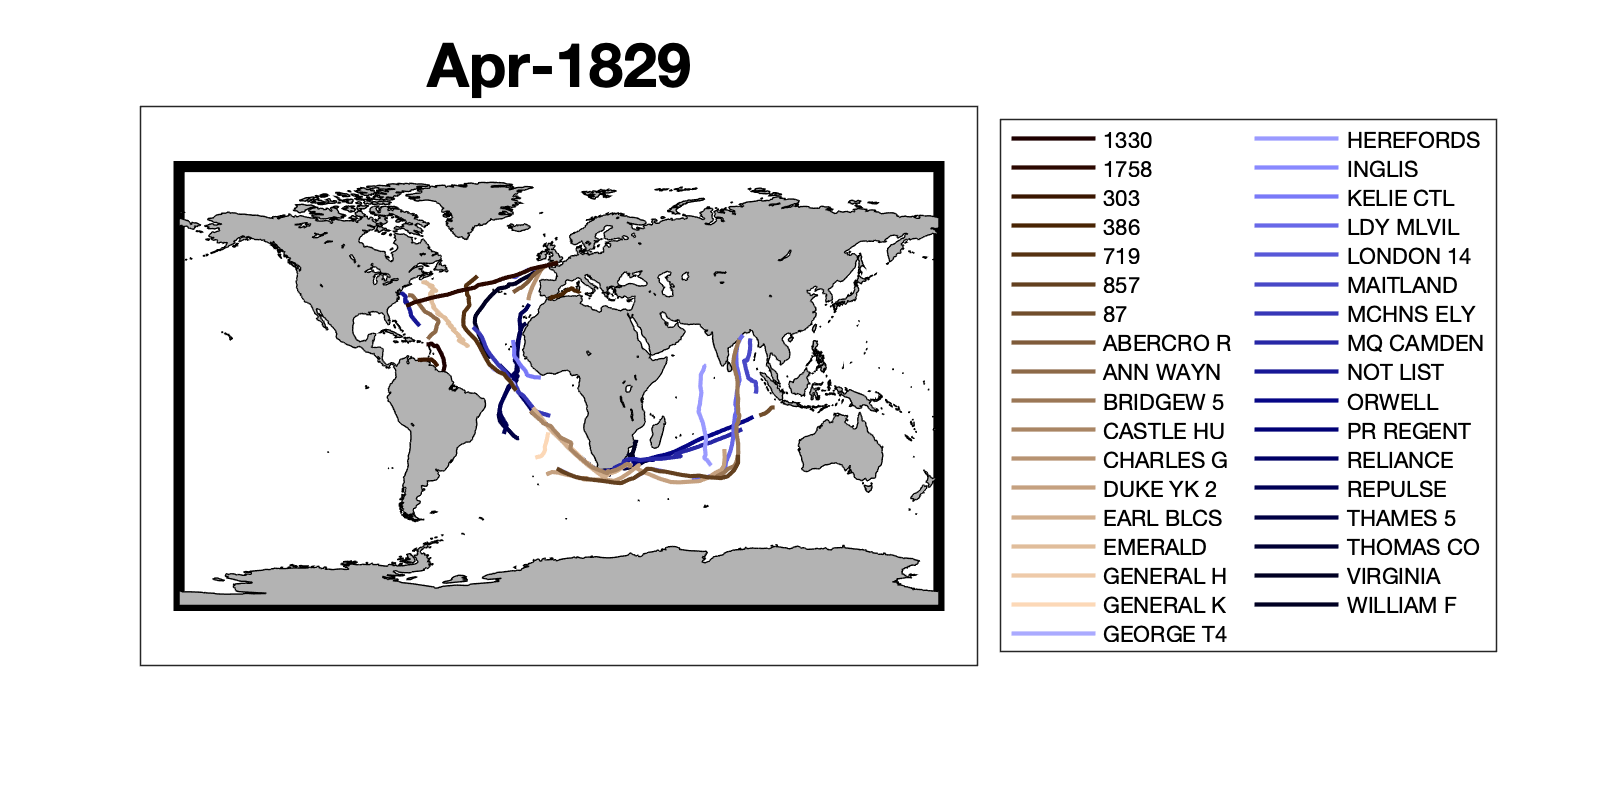 Apr-1829
1330
1758
303
386
719
857
87
ABERCRO R
ANN WAYN
BRIDGEW 5
CASTLE HU
CHARLES G
DUKE YK 2
EARL BLCS
EMERALD
GENERAL H
GENERAL K
GEORGE T4
HEREFORDS
INGLIS
KELIE CTL
LDY MLVIL
LONDON 14
MAITLAND
MCHNS ELY
MQ CAMDEN
NOT LIST
ORWELL
PR REGENT
RELIANCE
REPULSE
THAMES 5
THOMAS CO
VIRGINIA
WILLIAM F